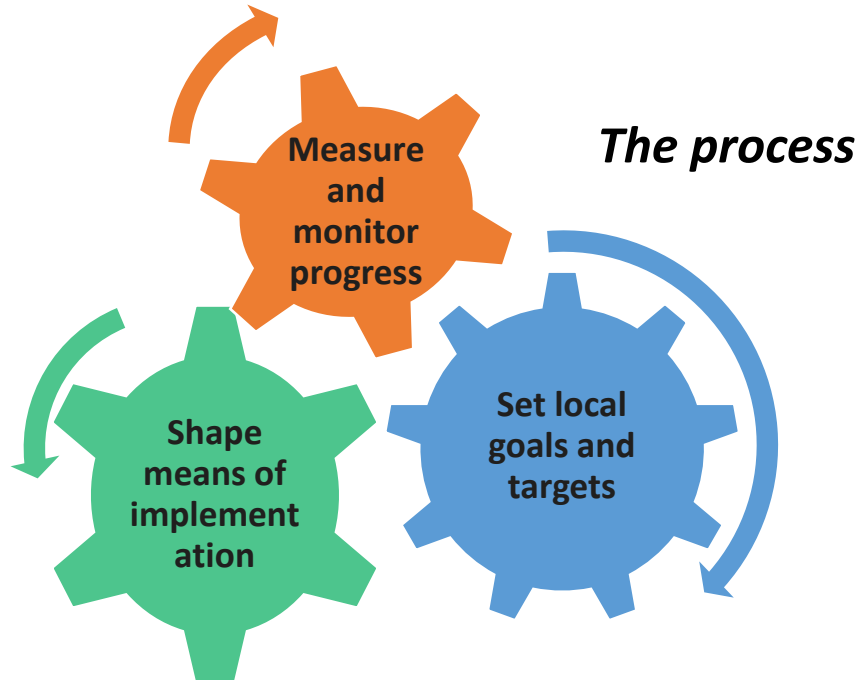 The process
Measure
and
monitor
progress
Set local
goals and
targets
Shape
means of
implement
ation